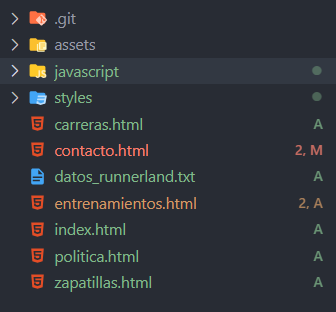 .git
assets
javascript
styles
carreras.html A
contacto.html 2, M
datos_runnerland.txt A
entrenamientos.html 2, A
index.html A
politica.html A
zapatillas.html A